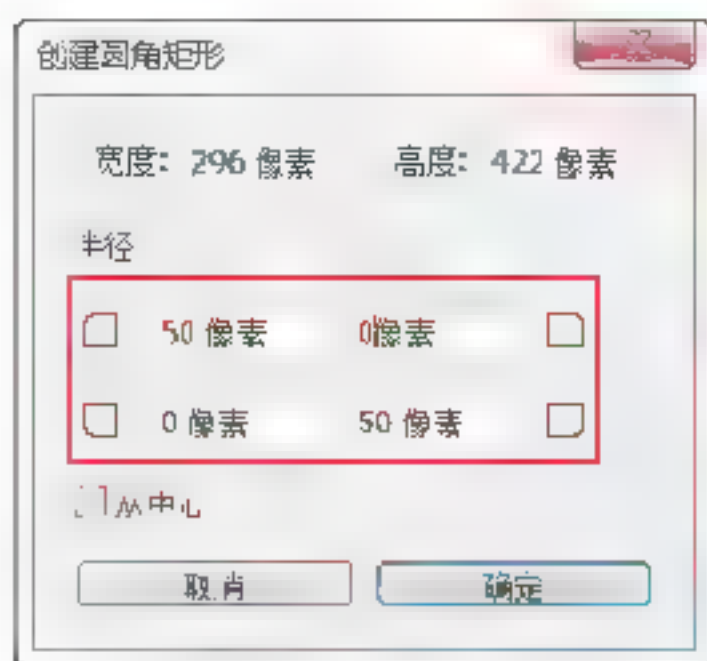 创建圆角矩形
宽度：296 像素 高度：422 像素
半径
50 像素 0像素
0 像素 50 像素
从中心
取消 确定